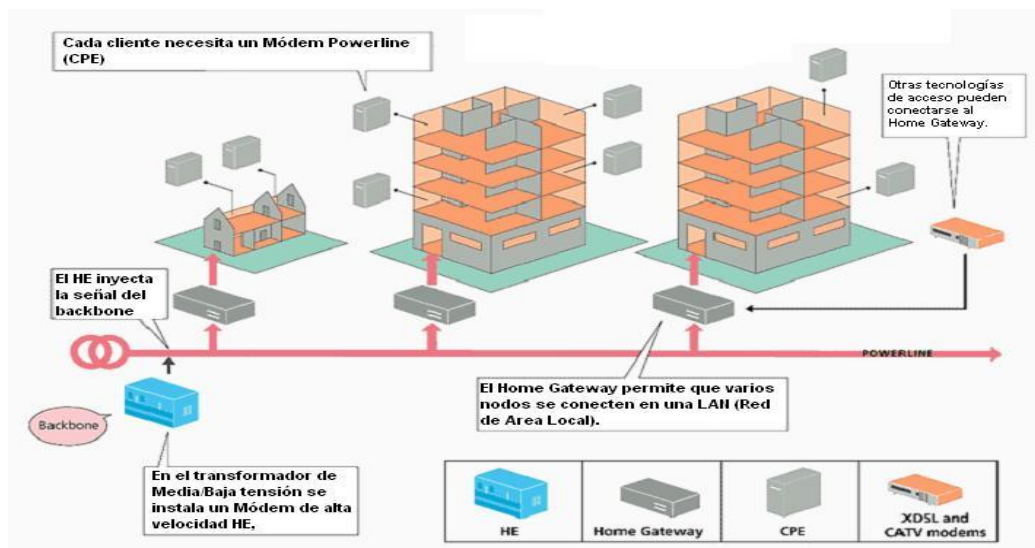 Cada cliente necesita un Módem Powerline
(CPE)
Otras tecnologías
de acceso pueden
conectarse al
Home Gateway.
El HE inyecta
la señal del
backbone
POWERLINE
Backbone
El Home Gateway permite que varios
nodos se conecten en una LAN (Red
de Area Local).
En el transformador de
Media/Baja tensión se
instala un Módem de alta
velocidad HE,
HE
Home Gateway
CPE
XDSL and
CATV modems